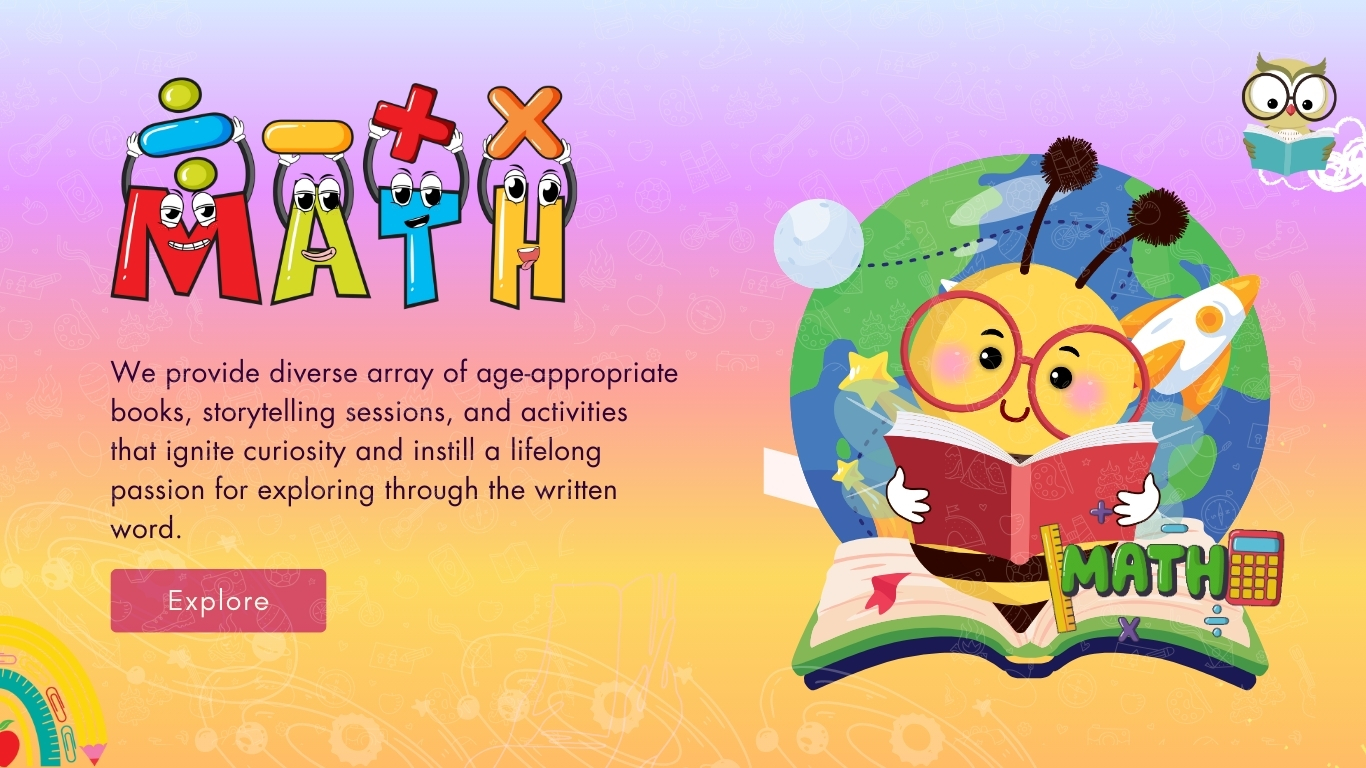 MATH
We provide diverse array of age-appropriate
books, storytelling sessions, and activities
that ignite curiosity and instill a lifelong
passion for exploring through the written
word.
Explore
MATH